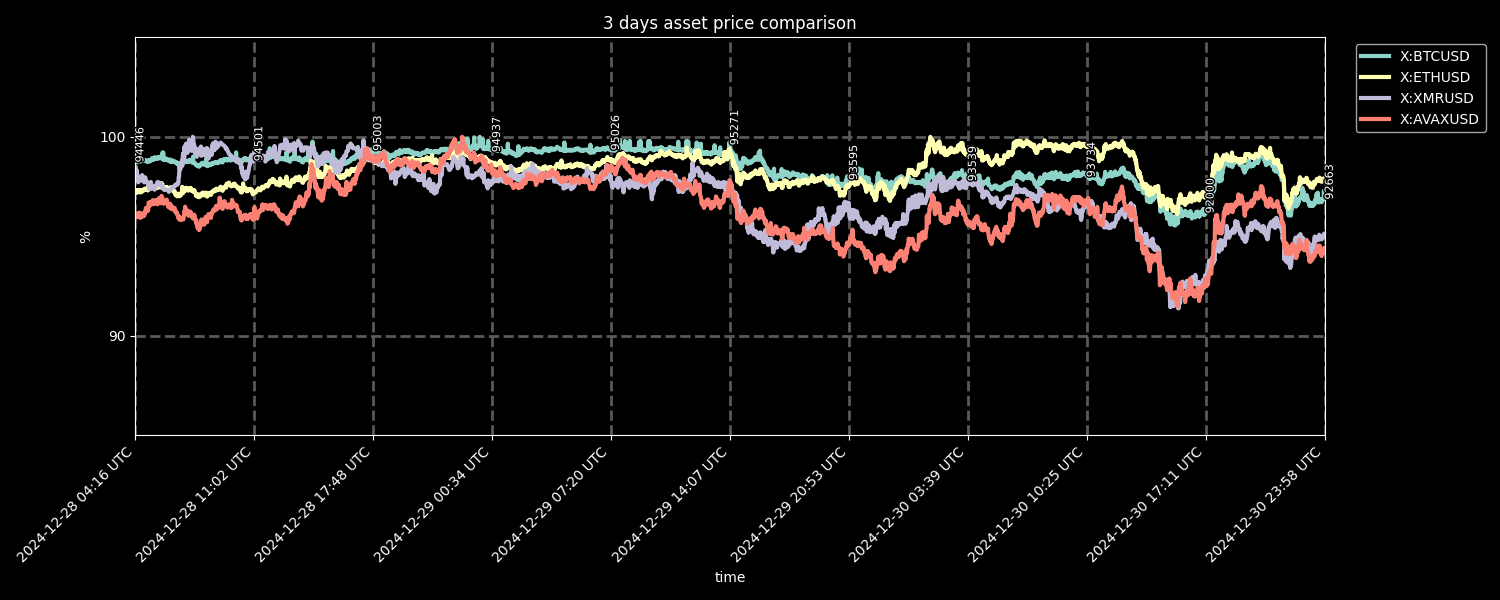 3 days asset price comparison
X:BTCUSD
X:ETHUSD
X:XMRUSD
X:AVAXUSD
100
90
%
94446
94501
95003
94937
95026
95271
93595
93539
93734
92000
92663
2024-12-28 04:16 UTC
2024-12-28 11:02 UTC
2024-12-28 17:48 UTC
2024-12-29 00:34 UTC
2024-12-29 07:20 UTC
2024-12-29 14:07 UTC
2024-12-29 20:53 UTC
2024-12-30 03:39 UTC
2024-12-30 10:25 UTC
2024-12-30 17:11 UTC
2024-12-30 23:58 UTC
time